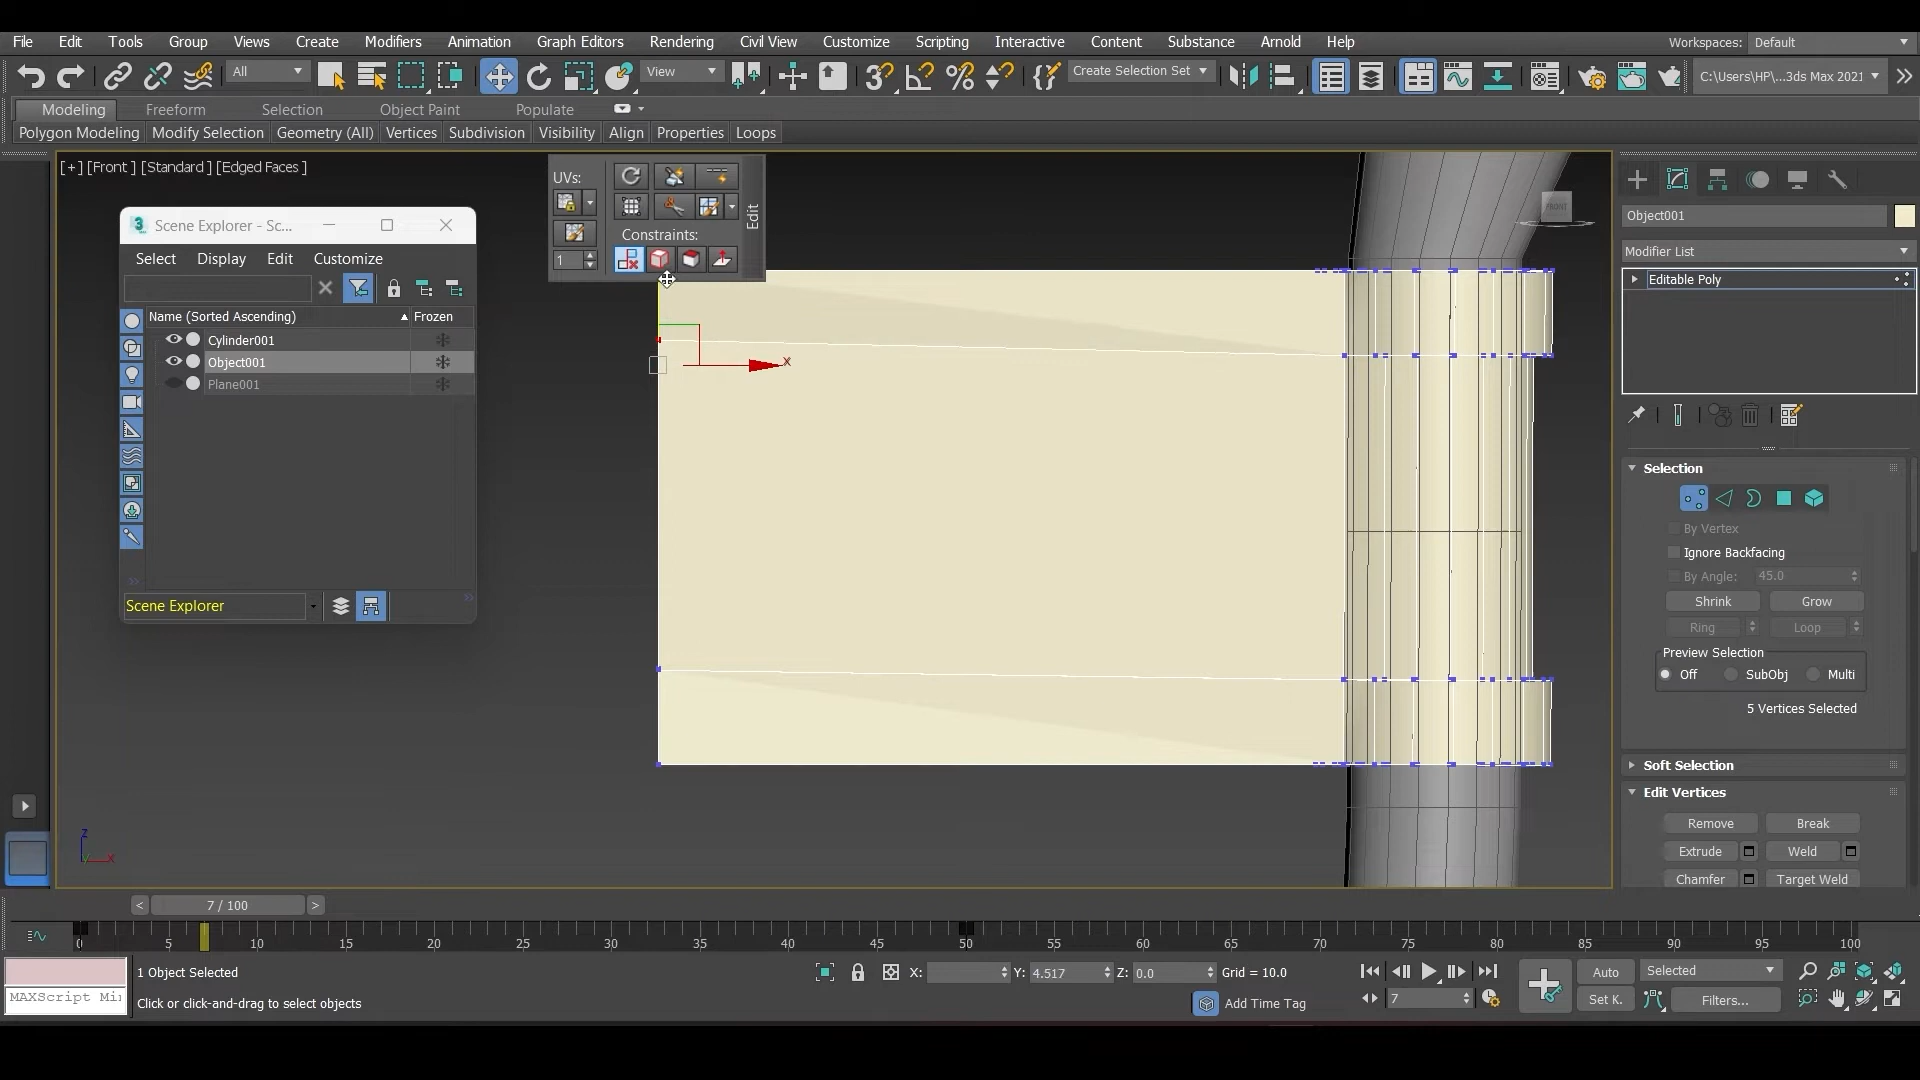 File Edit Tools Group Views Create Modifiers Animation Graph Editors Rendering Civil View Customize Scripting Interactive Content Substance Arnold Help Workspaces: Default
All View Create Selection Set C:\Users\HP\...3ds Max 2021
Modeling Freeform Selection Object Paint Populate
Polygon Modeling Modify Selection Geometry (All) Vertices Subdivision Visibility Align Properties Loops
[+] [Front ] [Standard ] [Edged Faces ]
UVs:
Edit
Constraints:
1
FRONT
Scene Explorer - Sc...
Select Display Edit Customize
Name (Sorted Ascending) Frozen
Cylinder001
Object001
Plane001
Scene Explorer
x
z
x
Object001
Modifier List
Editable Poly
Selection
By Vertex
Ignore Backfacing
By Angle: 45.0
Shrink Grow
Ring Loop
Preview Selection
Off SubObj Multi
5 Vertices Selected
Soft Selection
Edit Vertices
Remove Break
Extrude Weld
Chamfer Target Weld
< 7 / 100 >
0 5 10 15 20 25 30 35 40 45 50 55 60 65 70 75 80 85 90 95 100
1 Object Selected X: Y: 4.517 Z: 0.0 Grid = 10.0 Auto Selected
MAXScript Mi Click or click-and-drag to select objects Add Time Tag 7 Set K. Filters...